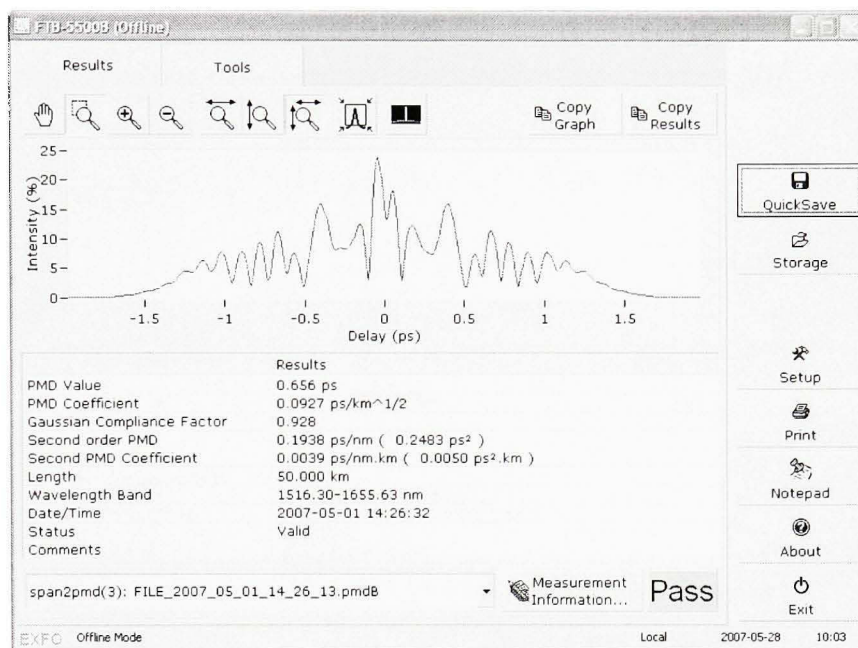 FTB-5500B (Offline)
Results
Tools
Copy Graph
Copy Results
Intensity (%)
25
20
15
10
5
0
-1.5
-1
-0.5
0
0.5
1
1.5
Delay (ps)
Results
PMD Value 0.656 ps
PMD Coefficient 0.0927 ps/km^1/2
Gaussian Compliance Factor 0.928
Second order PMD 0.1938 ps/nm ( 0.2483 ps² )
Second PMD Coefficient 0.0039 ps/nm.km ( 0.0050 ps².km )
Length 50.000 km
Wavelength Band 1516.30-1655.63 nm
Date/Time 2007-05-01 14:26:32
Status Valid
Comments
span2pmd(3): FILE_2007_05_01_14_26_13.pmdB
Measurement Information...
Pass
QuickSave
Storage
Setup
Print
Notepad
About
Exit
EXFO Offline Mode
Local 2007-05-28 10:03